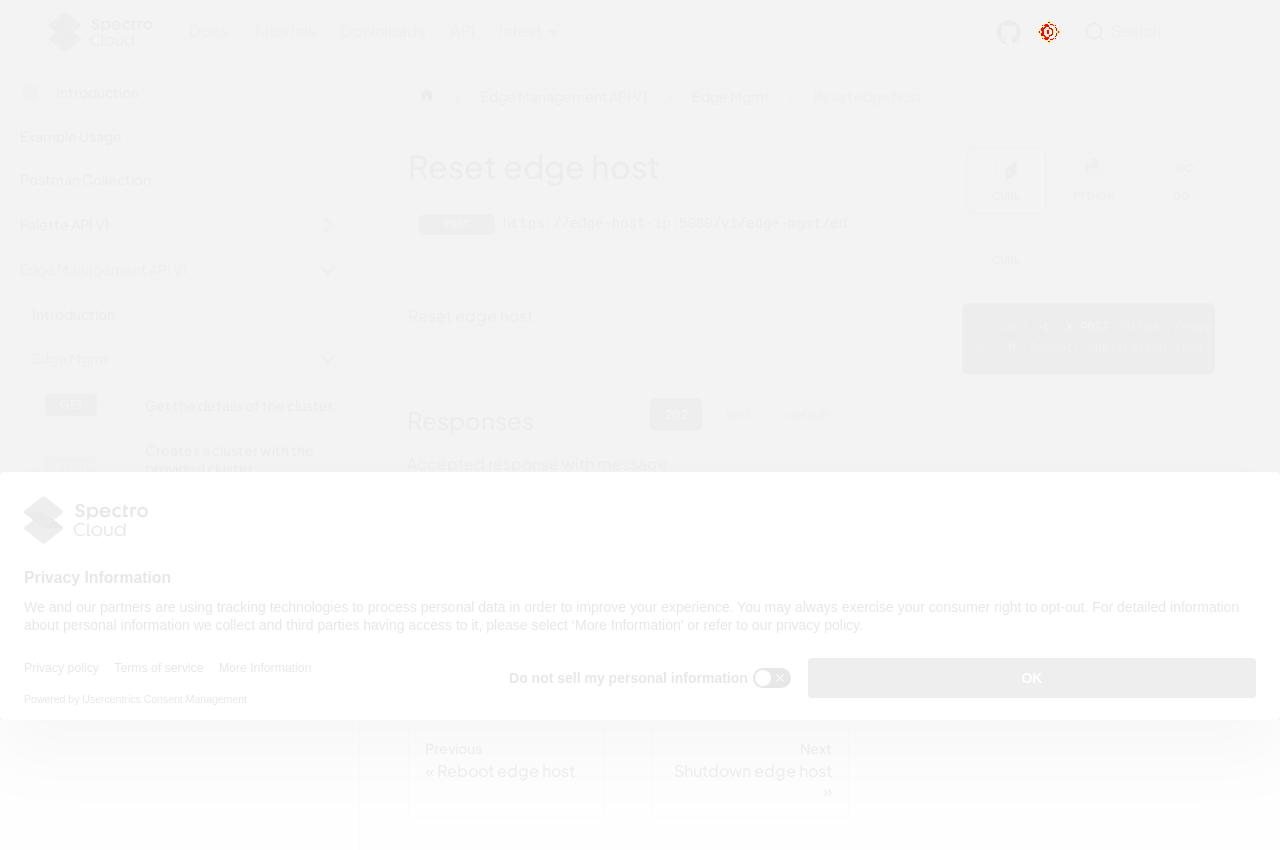 Spectro Cloud
Docs Tutorials Downloads API latest
Search
Introduction
Example Usage
Postman Collection
Palette API V1
Edge Management API V1
Introduction
Edge Mgmt
GET Get the details of the cluster.
Creates a cluster with the
provided cluster
Edge Management API V1 Edge Mgmt Reset edge host
Reset edge host
POST https://edge-host-ip:5080/v1/edge-mgmt/ed
Reset edge host
Responses
202
Accepted response with message
CURL PYTHON GO
CURL
Spectro
Cloud
Privacy Information
We and our partners are using tracking technologies to process personal data in order to improve your experience. You may always exercise your consumer right to opt-out. For detailed information
about personal information we collect and third parties having access to it, please select ‘More Information’ or refer to our privacy policy.
Privacy policy Terms of service More Information
Do not sell my personal information
OK
Powered by Usercentrics Consent Management
Previous
« Reboot edge host
Next
Shutdown edge host
»